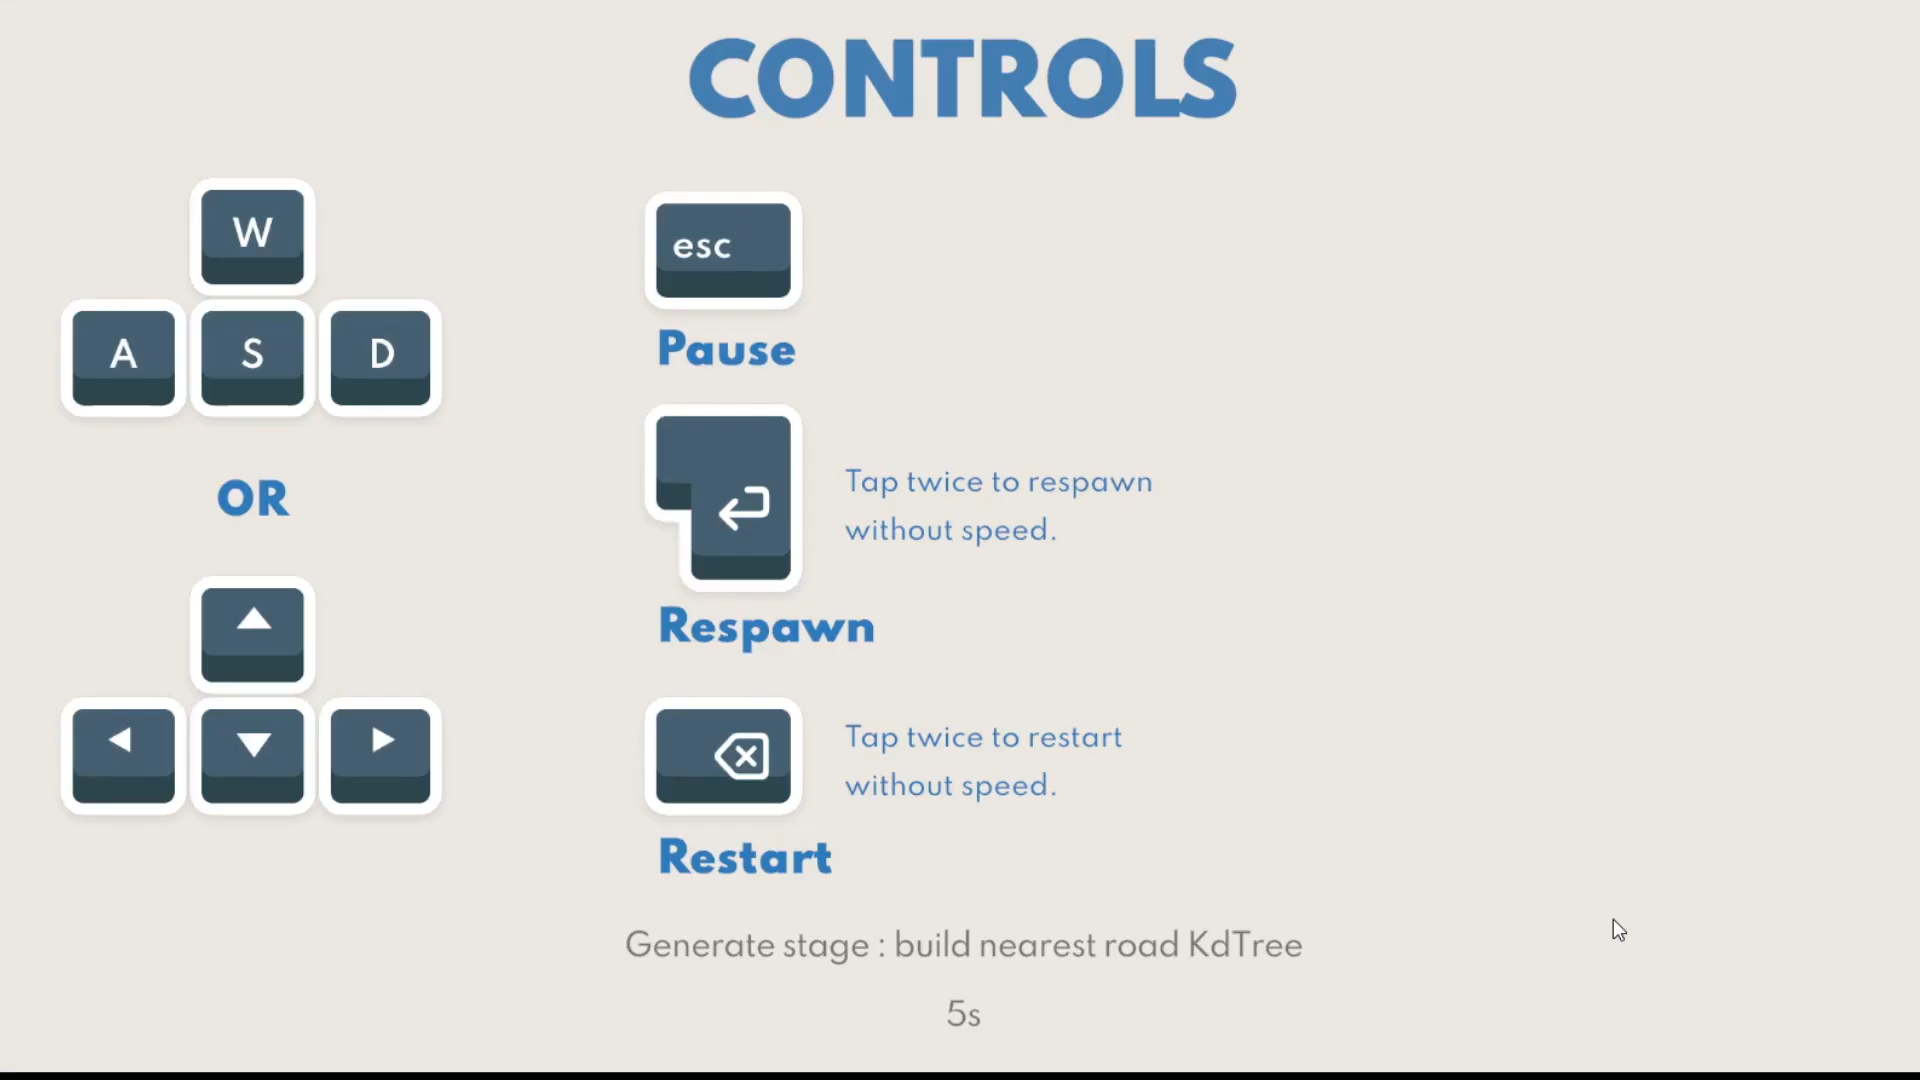 CONTROLS
W
A S D
OR
esc
Pause
Tap twice to respawn
without speed.
Respawn
Tap twice to restart
without speed.
Restart
Generate stage : build nearest road KdTree
5s